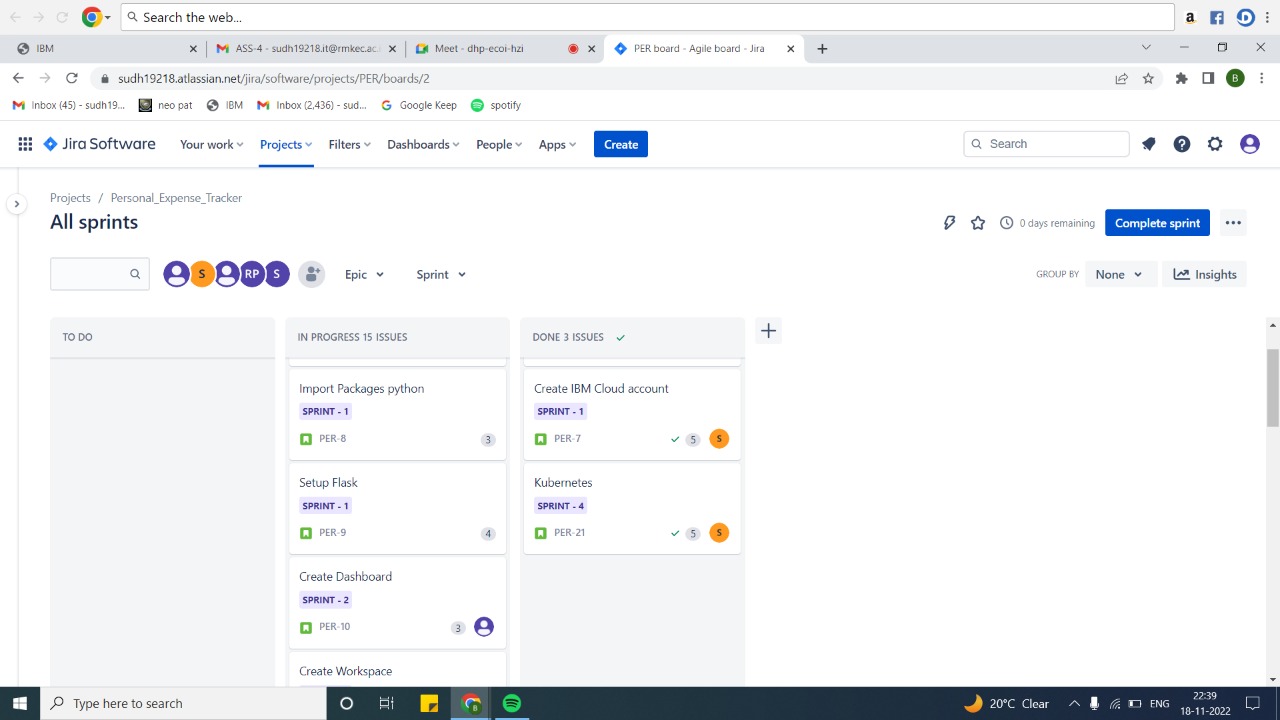 Search the web...
IBM
ASS-4 - sudh19218.it@rmkec.ac.
Meet - dhp-ecoi-hzi
PER board - Agile board - Jira
sudh19218.atlassian.net/jira/software/projects/PER/boards/2
B
Inbox (45) - sudh19...
neo pat
IBM
Inbox (2,436) - sud...
Google Keep
spotify
Jira Software
Your work
Projects
Filters
Dashboards
People
Apps
Create
Search
Projects / Personal_Expense_Tracker
All sprints
0 days remaining
Complete sprint
S
RP
S
Epic
Sprint
GROUP BY
None
Insights
TO DO
IN PROGRESS 15 ISSUES
DONE 3 ISSUES
Import Packages python
SPRINT - 1
PER-8
3
Setup Flask
SPRINT - 1
PER-9
4
Create Dashboard
SPRINT - 2
PER-10
3
Create Workspace
Create IBM Cloud account
SPRINT - 1
PER-7
5
S
Kubernetes
SPRINT - 4
PER-21
5
S
Type here to search
20°C Clear
ENG
22:39
18-11-2022